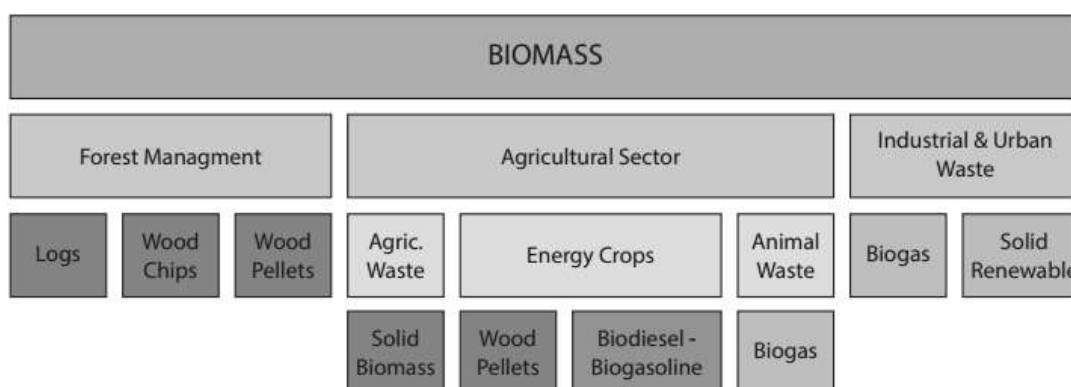 BIOMASS
Forest Managment
Agricultural Sector
Industrial & Urban
Waste
Logs
Wood
Chips
Wood
Pellets
Agric.
Waste
Energy Crops
Animal
Waste
Biogas
Solid
Renewable
Solid
Biomass
Wood
Pellets
Biodiesel -
Biogasoline
Biogas